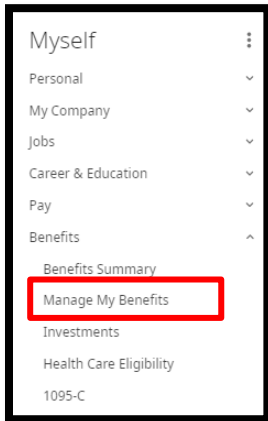 Myself
Personal
My Company
Jobs
Career & Education
Pay
Benefits
Benefits Summary
Manage My Benefits
Investments
Health Care Eligibility
1095-C